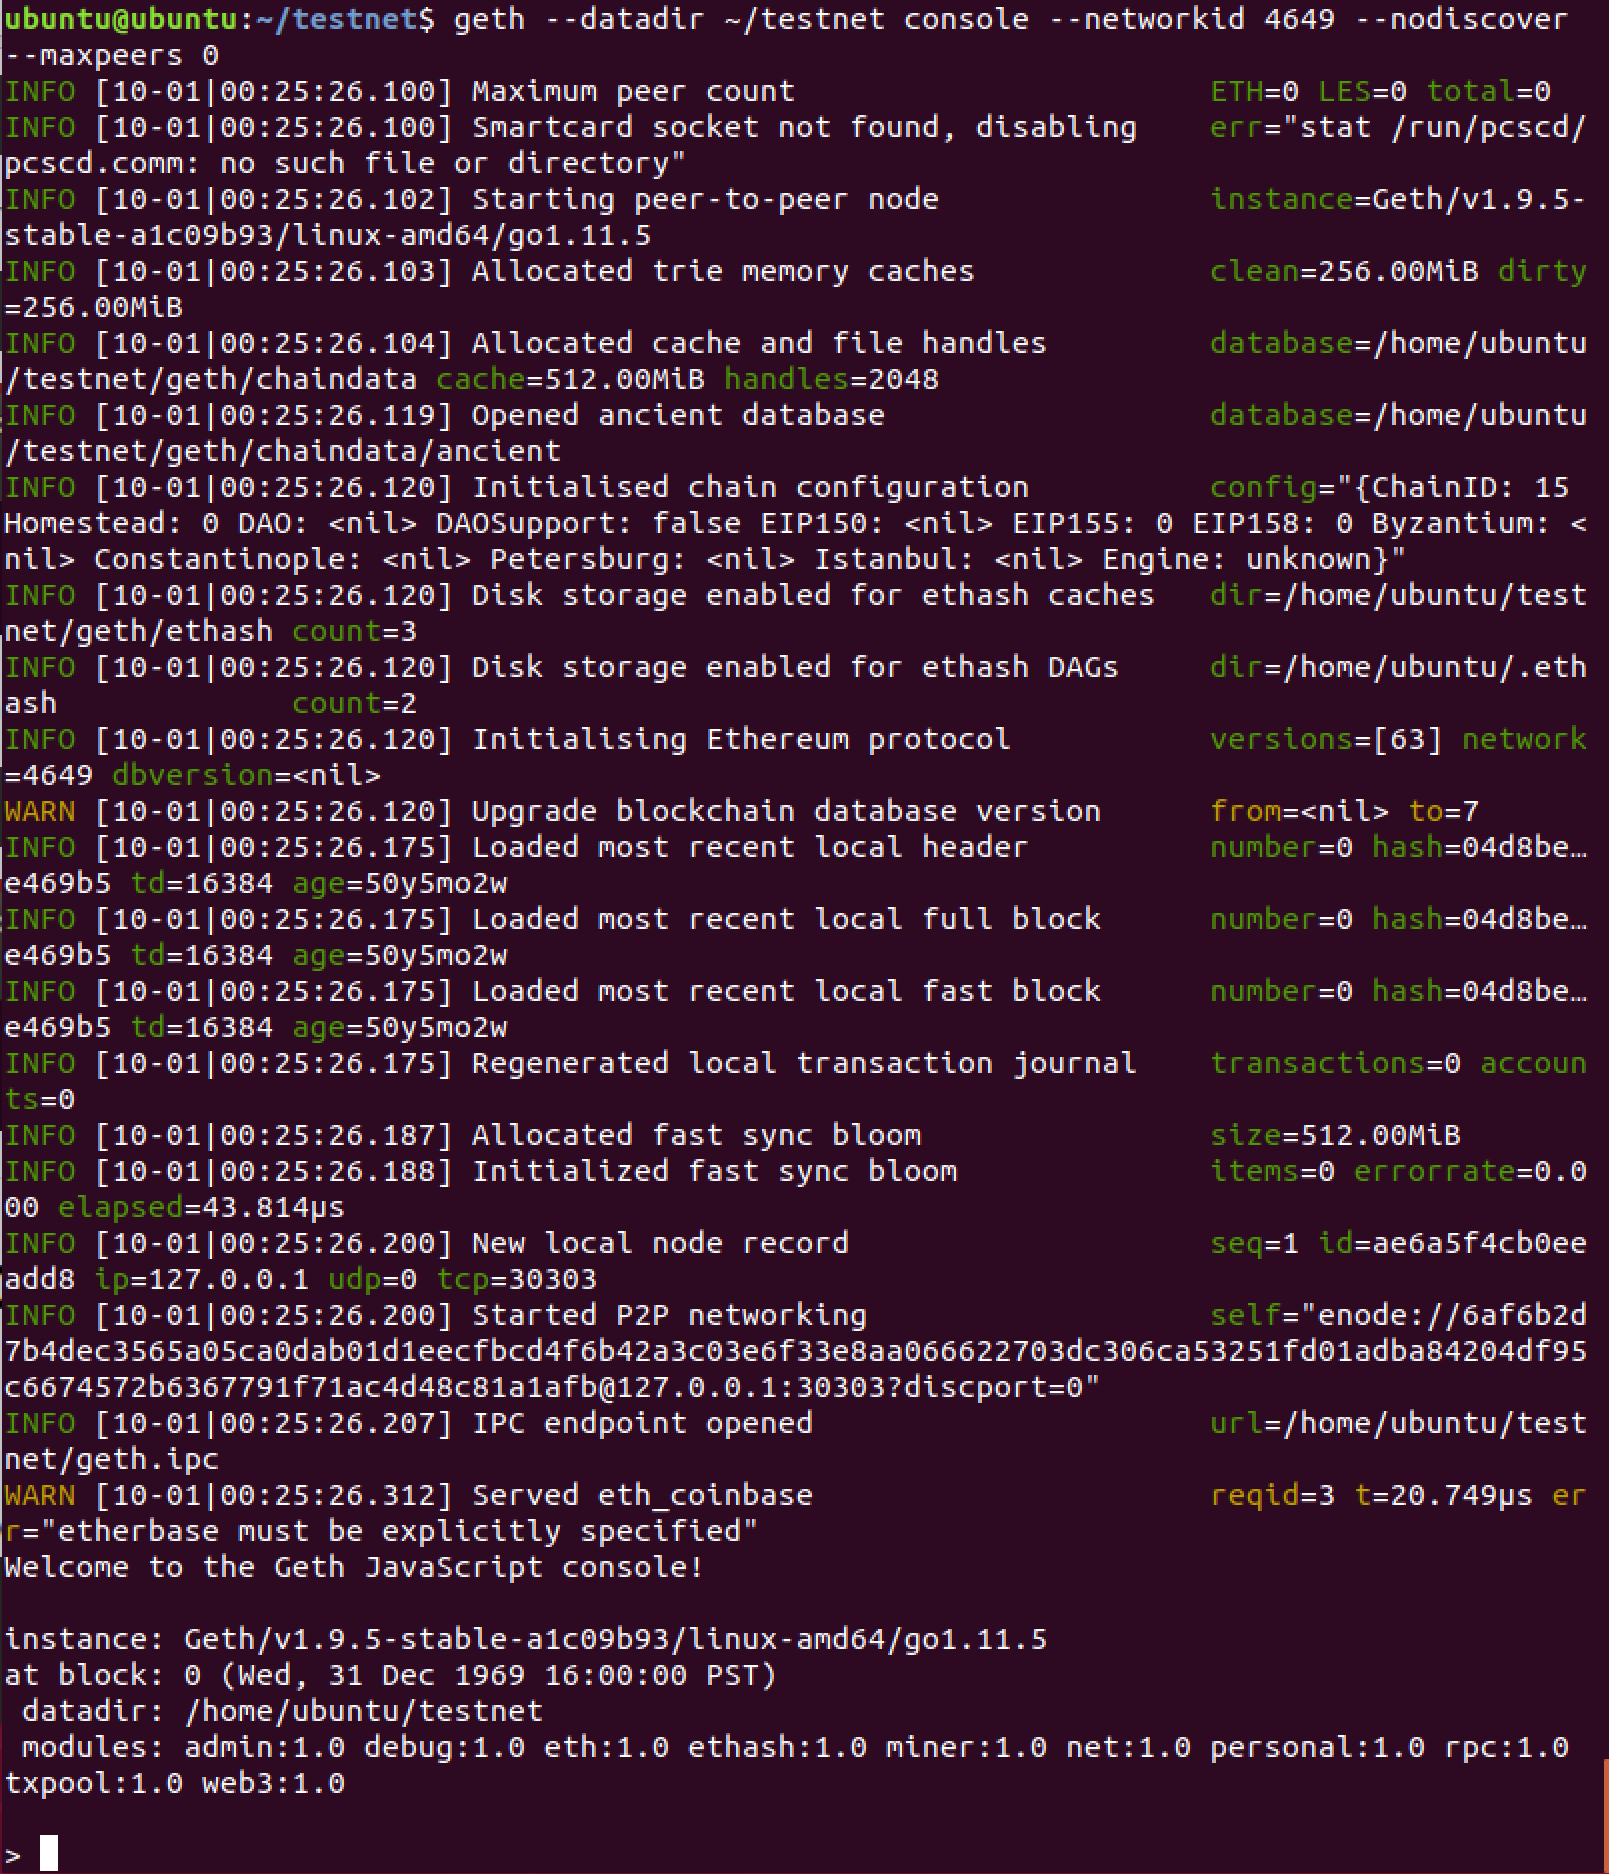 ubuntu@ubuntu:~/testnet$ geth --datadir ~/testnet console --networkid 4649 --nodiscover
--maxpeers 0
INFO [10-01|00:25:26.100] Maximum peer count                       ETH=0 LES=0 total=0
INFO [10-01|00:25:26.100] Smartcard socket not found, disabling    err="stat /run/pcscd/
pcscd.comm: no such file or directory"
INFO [10-01|00:25:26.102] Starting peer-to-peer node               instance=Geth/v1.9.5-
stable-a1c09b93/linux-amd64/go1.11.5
INFO [10-01|00:25:26.103] Allocated trie memory caches             clean=256.00MiB dirty
=256.00MiB
INFO [10-01|00:25:26.104] Allocated cache and file handles         database=/home/ubuntu
/testnet/geth/chaindata cache=512.00MiB handles=2048
INFO [10-01|00:25:26.119] Opened ancient database                  database=/home/ubuntu
/testnet/geth/chaindata/ancient
INFO [10-01|00:25:26.120] Initialised chain configuration          config="{ChainID: 15
Homestead: 0 DAO: <nil> DAOSupport: false EIP150: <nil> EIP155: 0 EIP158: 0 Byzantium: <
nil> Constantinople: <nil> Petersburg: <nil> Istanbul: <nil> Engine: unknown}"
INFO [10-01|00:25:26.120] Disk storage enabled for ethash caches   dir=/home/ubuntu/test
net/geth/ethash count=3
INFO [10-01|00:25:26.120] Disk storage enabled for ethash DAGs     dir=/home/ubuntu/.eth
ash             count=2
INFO [10-01|00:25:26.120] Initialising Ethereum protocol           versions=[63] network
=4649 dbversion=<nil>
WARN [10-01|00:25:26.120] Upgrade blockchain database version      from=<nil> to=7
INFO [10-01|00:25:26.175] Loaded most recent local header          number=0 hash=04d8be…
e469b5 td=16384 age=50y5mo2w
INFO [10-01|00:25:26.175] Loaded most recent local full block      number=0 hash=04d8be…
e469b5 td=16384 age=50y5mo2w
INFO [10-01|00:25:26.175] Loaded most recent local fast block      number=0 hash=04d8be…
e469b5 td=16384 age=50y5mo2w
INFO [10-01|00:25:26.175] Regenerated local transaction journal    transactions=0 accoun
ts=0
INFO [10-01|00:25:26.187] Allocated fast sync bloom                size=512.00MiB
INFO [10-01|00:25:26.188] Initialized fast sync bloom              items=0 errorrate=0.0
00 elapsed=43.814µs
INFO [10-01|00:25:26.200] New local node record                    seq=1 id=ae6a5f4cb0ee
add8 ip=127.0.0.1 udp=0 tcp=30303
INFO [10-01|00:25:26.200] Started P2P networking                   self="enode://6af6b2d
7b4dec3565a05ca0dab01d1eecfbcd4f6b42a3c03e6f33e8aa066622703dc306ca53251fd01adba84204df95
c6674572b6367791f71ac4d48c81a1afb@127.0.0.1:30303?discport=0"
INFO [10-01|00:25:26.207] IPC endpoint opened                      url=/home/ubuntu/test
net/geth.ipc
WARN [10-01|00:25:26.312] Served eth_coinbase                      reqid=3 t=20.749µs er
r="etherbase must be explicitly specified"
Welcome to the Geth JavaScript console!
instance: Geth/v1.9.5-stable-a1c09b93/linux-amd64/go1.11.5
at block: 0 (Wed, 31 Dec 1969 16:00:00 PST)
 datadir: /home/ubuntu/testnet
 modules: admin:1.0 debug:1.0 eth:1.0 ethash:1.0 miner:1.0 net:1.0 personal:1.0 rpc:1.0
txpool:1.0 web3:1.0
>